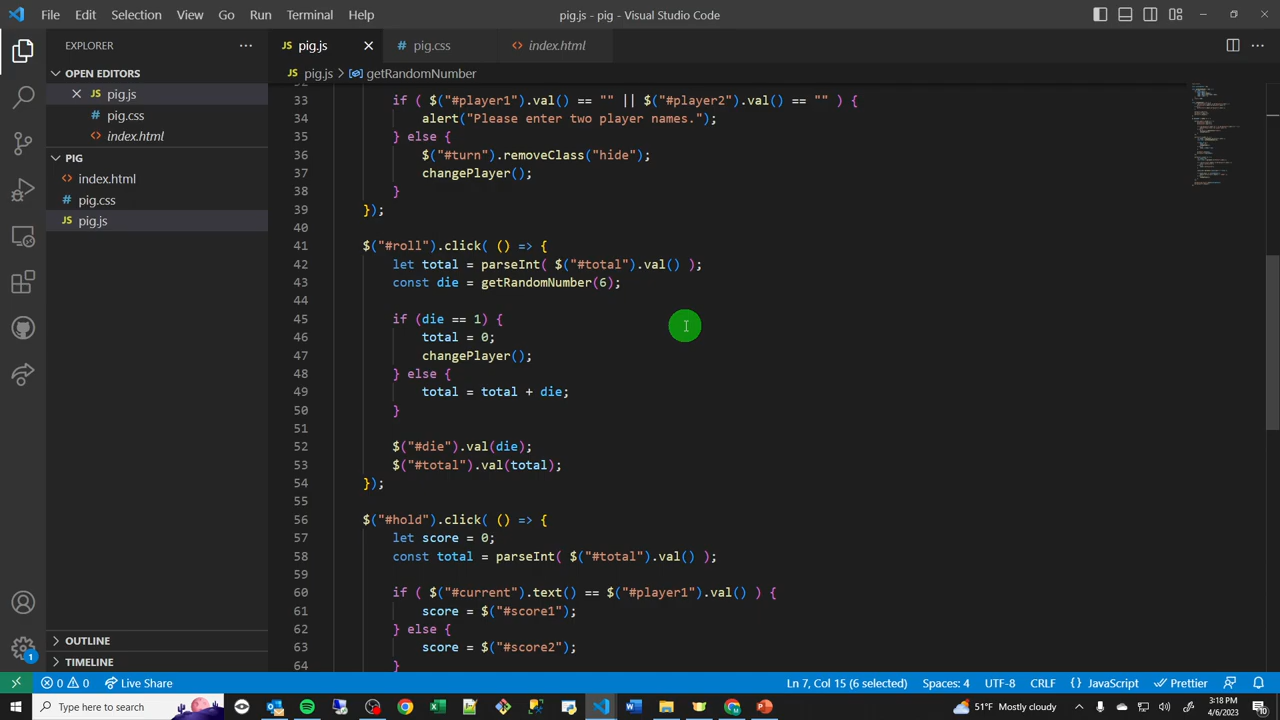 File Edit Selection View Go Run Terminal Help pig.js - pig - Visual Studio Code
EXPLORER
OPEN EDITORS
JS pig.js
# pig.css
<> index.html
PIG
<> index.html
# pig.css
JS pig.js
OUTLINE
TIMELINE
JS pig.js # pig.css <> index.html
JS pig.js > getRandomNumber
32
33 if ( $("#player1").val() == "" || $("#player2").val() == "" ) {
34 alert("Please enter two player names.");
35 } else {
36 $("#turn").removeClass("hide");
37 changePlayer();
38 }
39 });
40
41 $("#roll").click( () => {
42 let total = parseInt( $("#total").val() );
43 const die = getRandomNumber(6);
44
45 if (die == 1) {
46 total = 0;
47 changePlayer();
48 } else {
49 total = total + die;
50 }
51
52 $("#die").val(die);
53 $("#total").val(total);
54 });
55
56 $("#hold").click( () => {
57 let score = 0;
58 const total = parseInt( $("#total").val() );
59
60 if ( $("#current").text() == $("#player1").val() ) {
61 score = $("#score1");
62 } else {
63 score = $("#score2");
64 }
1
0 0 Live Share Ln 7, Col 15 (6 selected) Spaces: 4 UTF-8 CRLF {} JavaScript Prettier
Type here to search 51°F Mostly cloudy 3:18 PM
4/6/2023